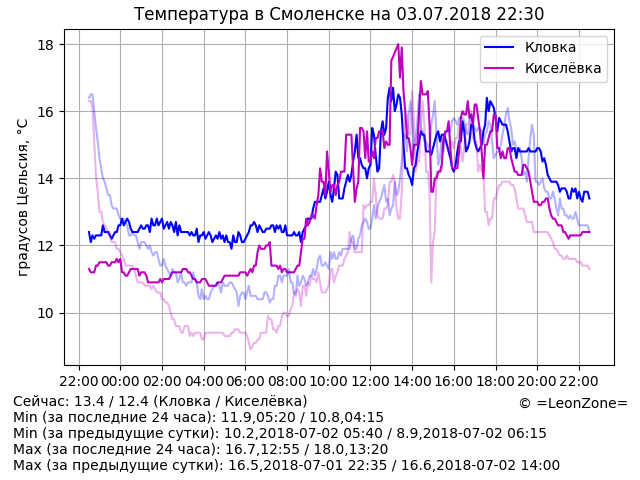 Температура в Смоленске на 03.07.2018 22:30
Кловка
Киселёвка
градусов Цельсия, °C
18
16
14
12
10
22:00 00:00 02:00 04:00 06:00 08:00 10:00 12:00 14:00 16:00 18:00 20:00 22:00
Сейчас: 13.4 / 12.4 (Кловка / Киселёвка)
© =LeonZone=
Min (за последние 24 часа): 11.9,05:20 / 10.8,04:15
Min (за предыдущие сутки): 10.2,2018-07-02 05:40 / 8.9,2018-07-02 06:15
Max (за последние 24 часа): 16.7,12:55 / 18.0,13:20
Max (за предыдущие сутки): 16.5,2018-07-01 22:35 / 16.6,2018-07-02 14:00